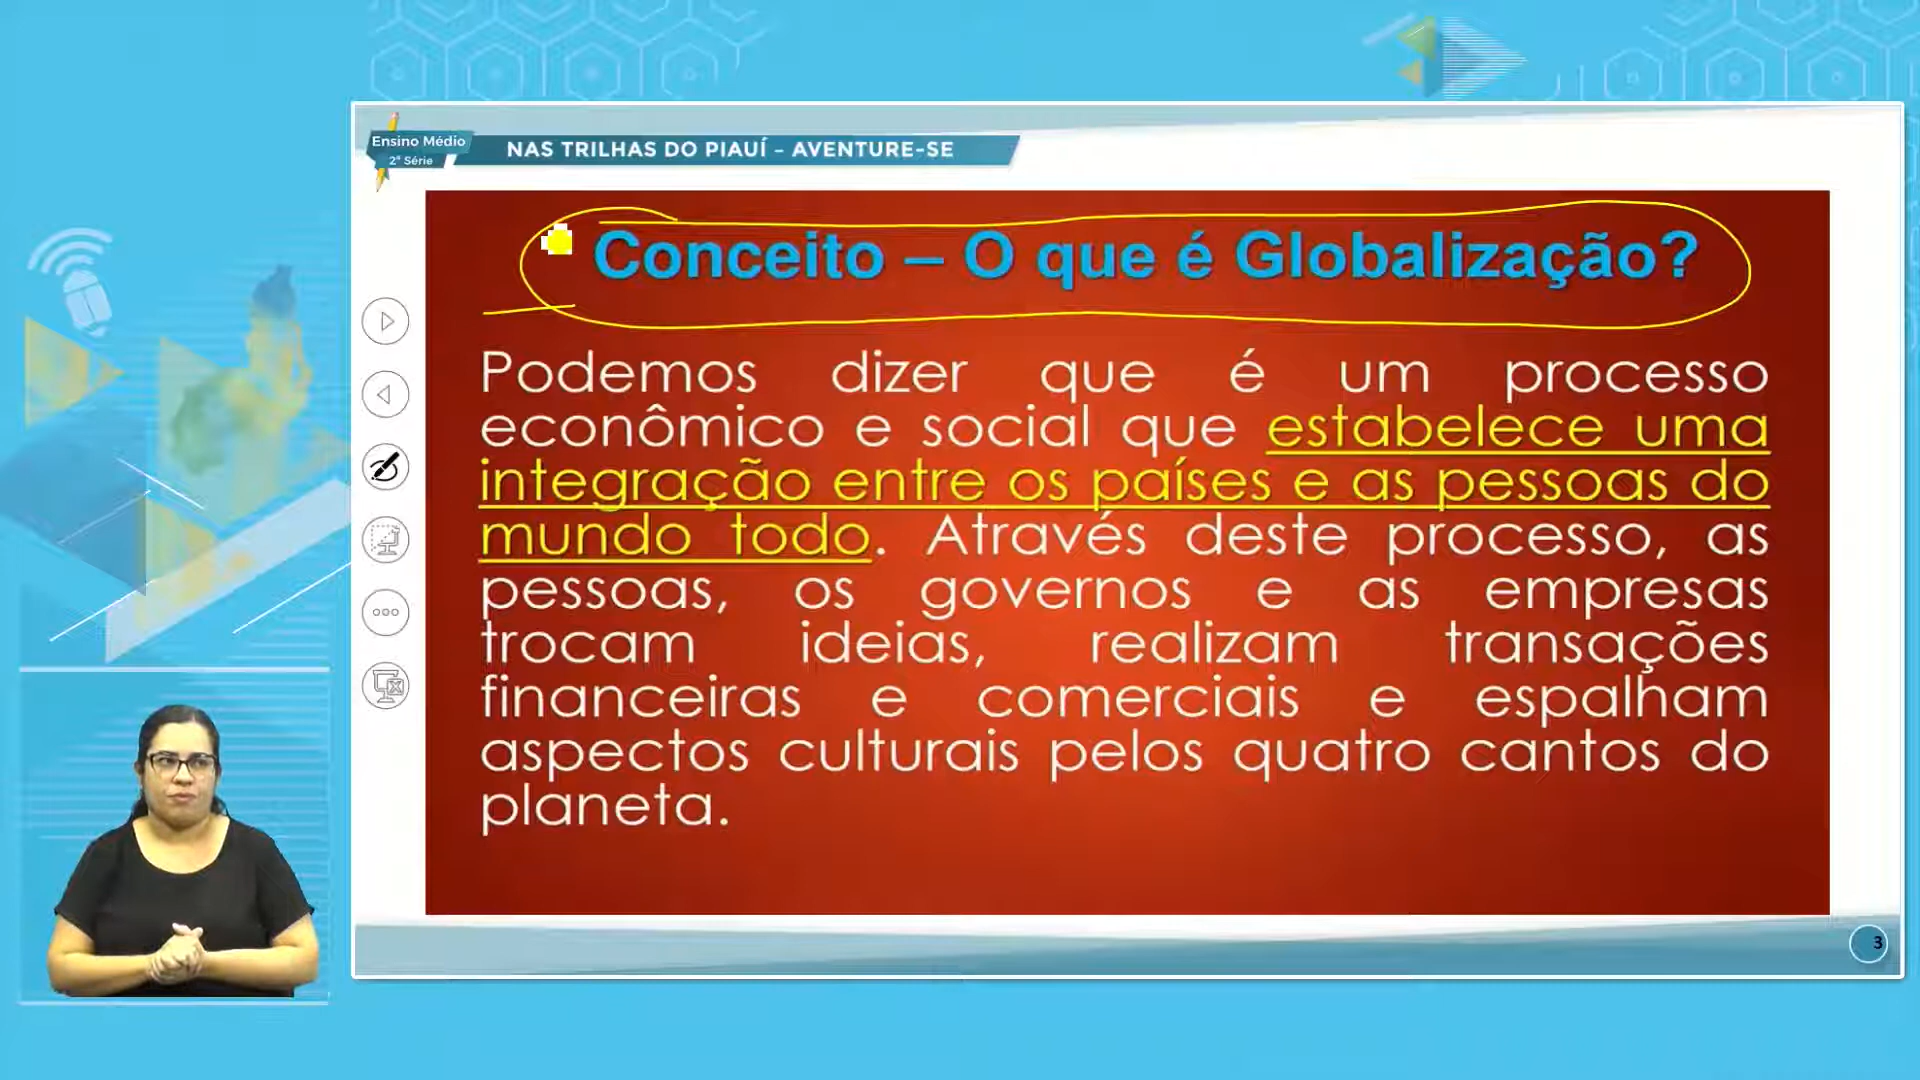 Ensino Médio
2ª Série
NAS TRILHAS DO PIAUÍ – AVENTURE-SE
Conceito – O que é Globalização?
Podemos dizer que é um processo
econômico e social que estabelece uma
integração entre os países e as pessoas do
mundo todo. Através deste processo, as
pessoas, os governos e as empresas
trocam ideias, realizam transações
financeiras e comerciais e espalham
aspectos culturais pelos quatro cantos do
planeta.
3